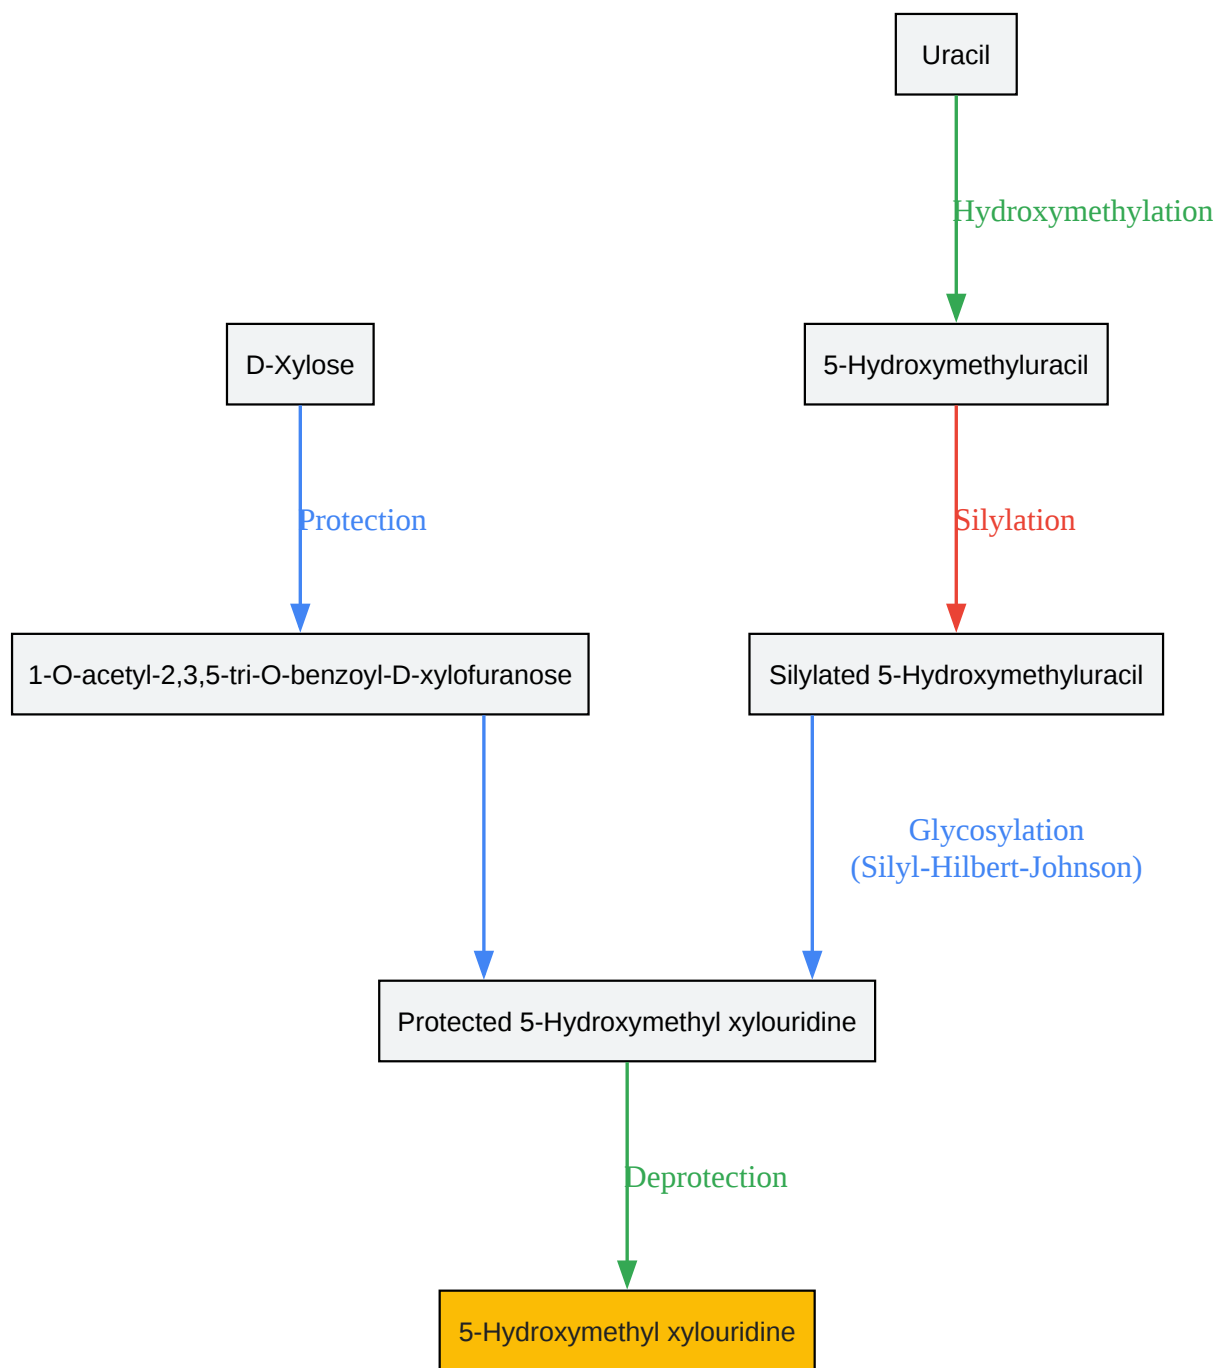 Uracil
Hydroxymethylation
D-Xylose
5-Hydroxymethyluracil
Protection
Silylation
1-O-acetyl-2,3,5-tri-O-benzoyl-D-xylofuranose
Silylated 5-Hydroxymethyluracil
Glycosylation
(Silyl-Hilbert-Johnson)
Protected 5-Hydroxymethyl xylouridine
Deprotection
5-Hydroxymethyl xylouridine